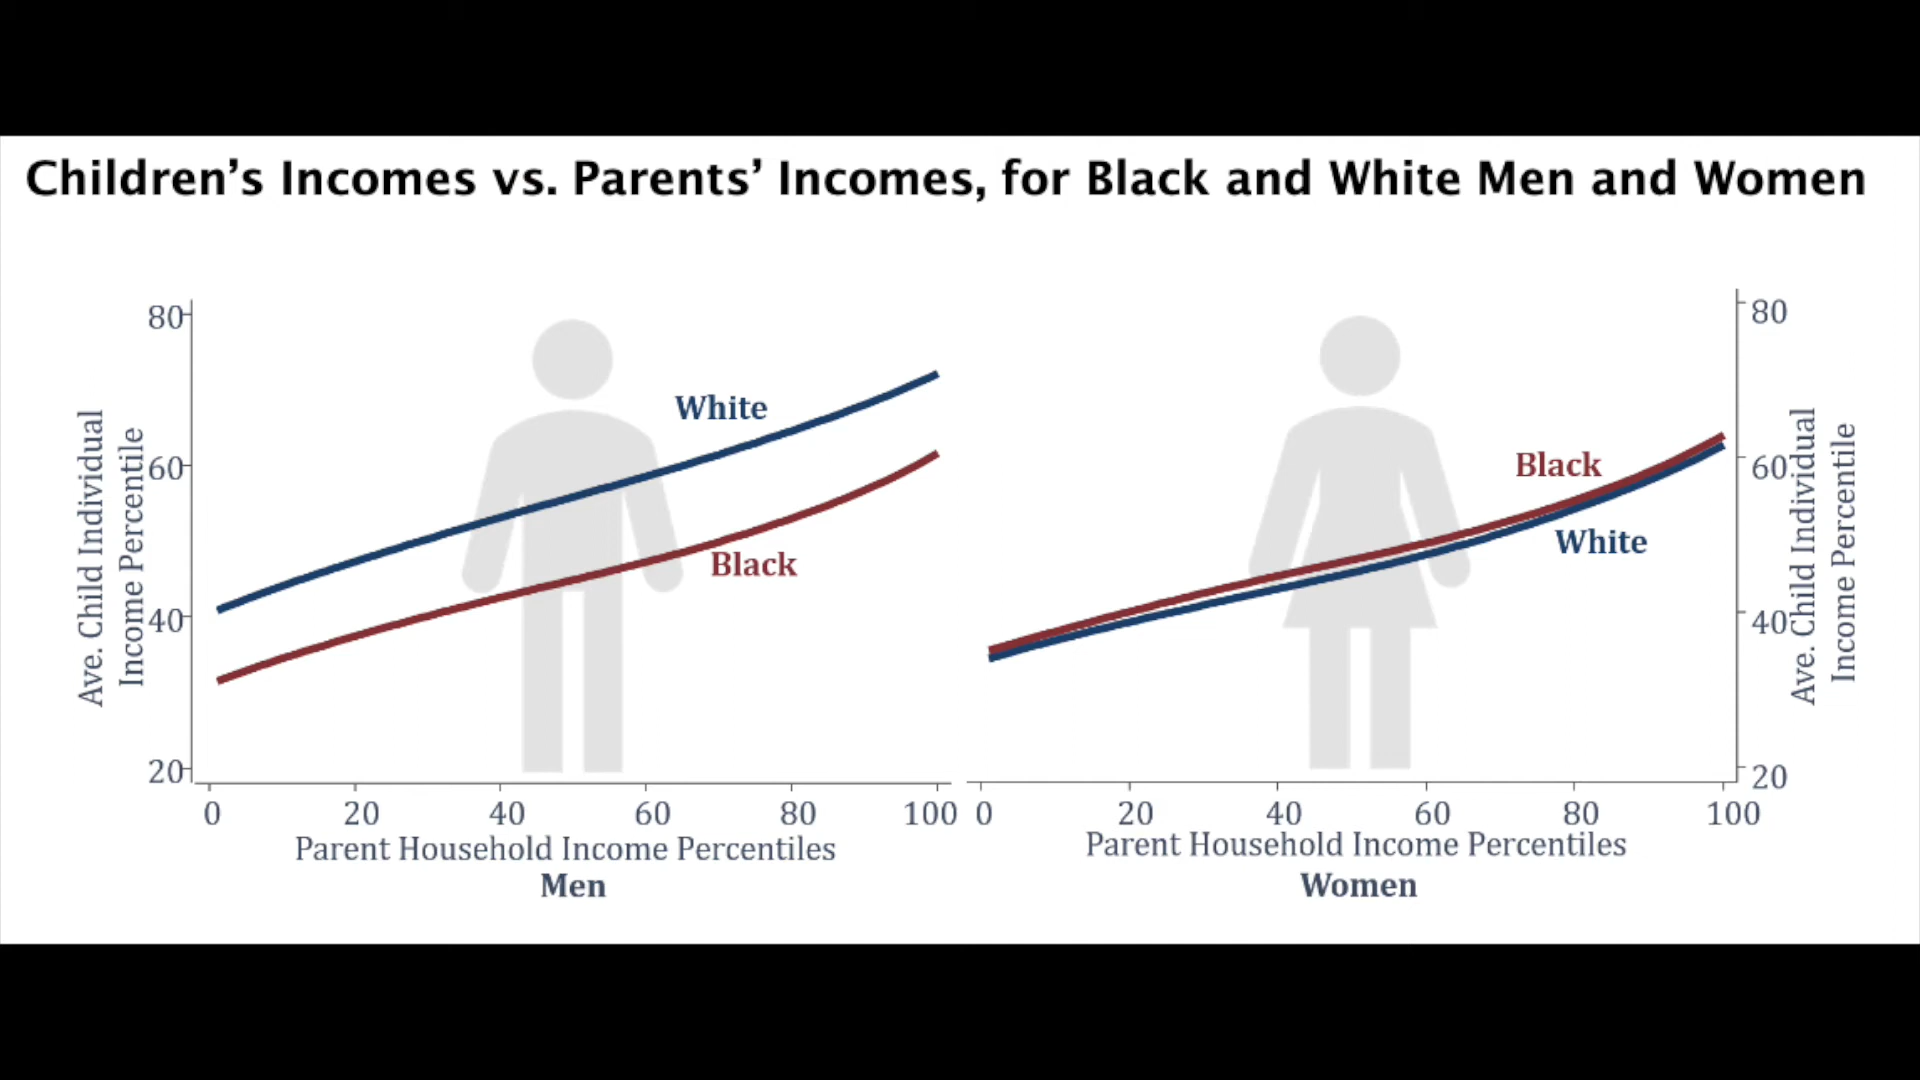 Children’s Incomes vs. Parents’ Incomes, for Black and White Men and Women
Ave. Child Individual
Income Percentile
80
60
40
20
White
Black
0 20 40 60 80 100
Parent Household Income Percentiles
Men
Black
White
0 20 40 60 80 100
Parent Household Income Percentiles
Women
80
60
40
20
Ave. Child Individual
Income Percentile